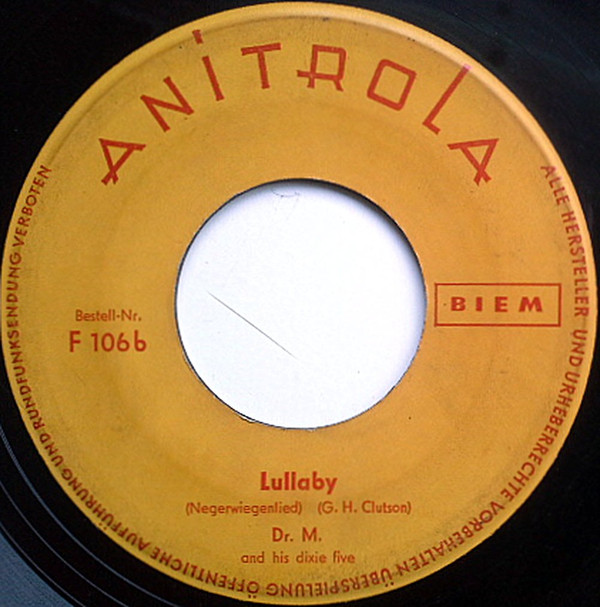 ANiTROLA
ALLE HERSTELLER UND URHEBERRECHTE VORBEHALTEN ÜBERSPIELUNG ÖFFENTLICHE AUFFÜHRUNG UND RUNDFUNKSENDUNG VERBOTEN
BIEM
Bestell-Nr.
F 106 b
Lullaby
(Negerwiegenlied) (G. H. Clutson)
Dr. M.
and his dixie five